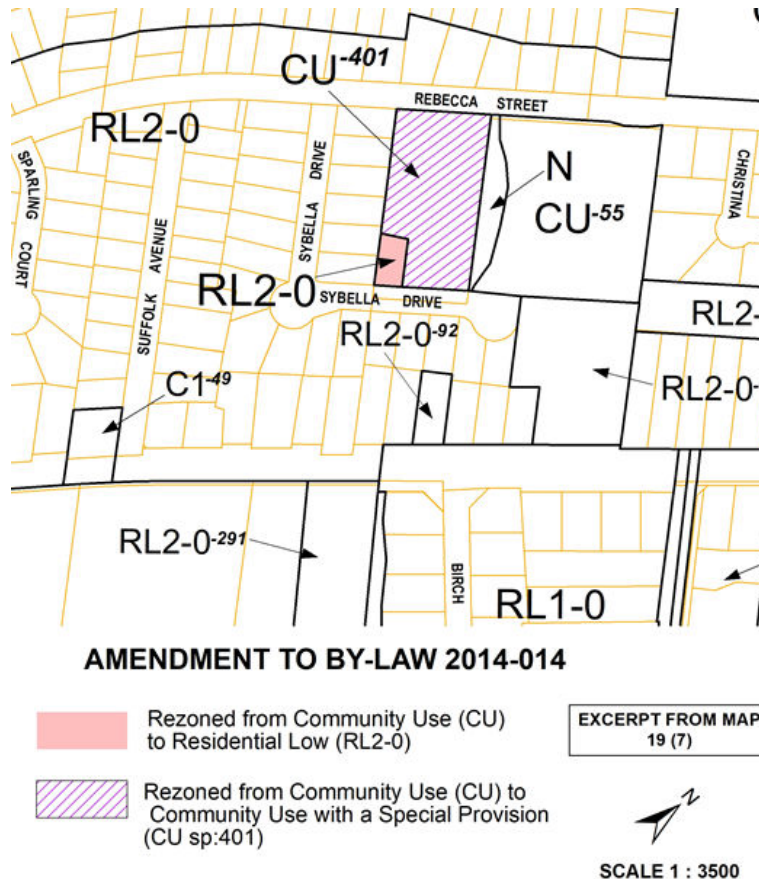 CU-401
REBECCA STREET
RL2-0
SPARLING COURT
SUFFOLK AVENUE
SYBELLA DRIVE
N
CU-55
CHRISTINA
RL2-0
SYBELLA DRIVE
RL2-0-92
RL2-
RL2-0-
C1-49
RL2-0-291
BIRCH
RL1-0
AMENDMENT TO BY-LAW 2014-014
Rezoned from Community Use (CU)
to Residential Low (RL2-0)
EXCERPT FROM MAP
19 (7)
Rezoned from Community Use (CU) to
Community Use with a Special Provision
(CU sp:401)
N
SCALE 1 : 3500